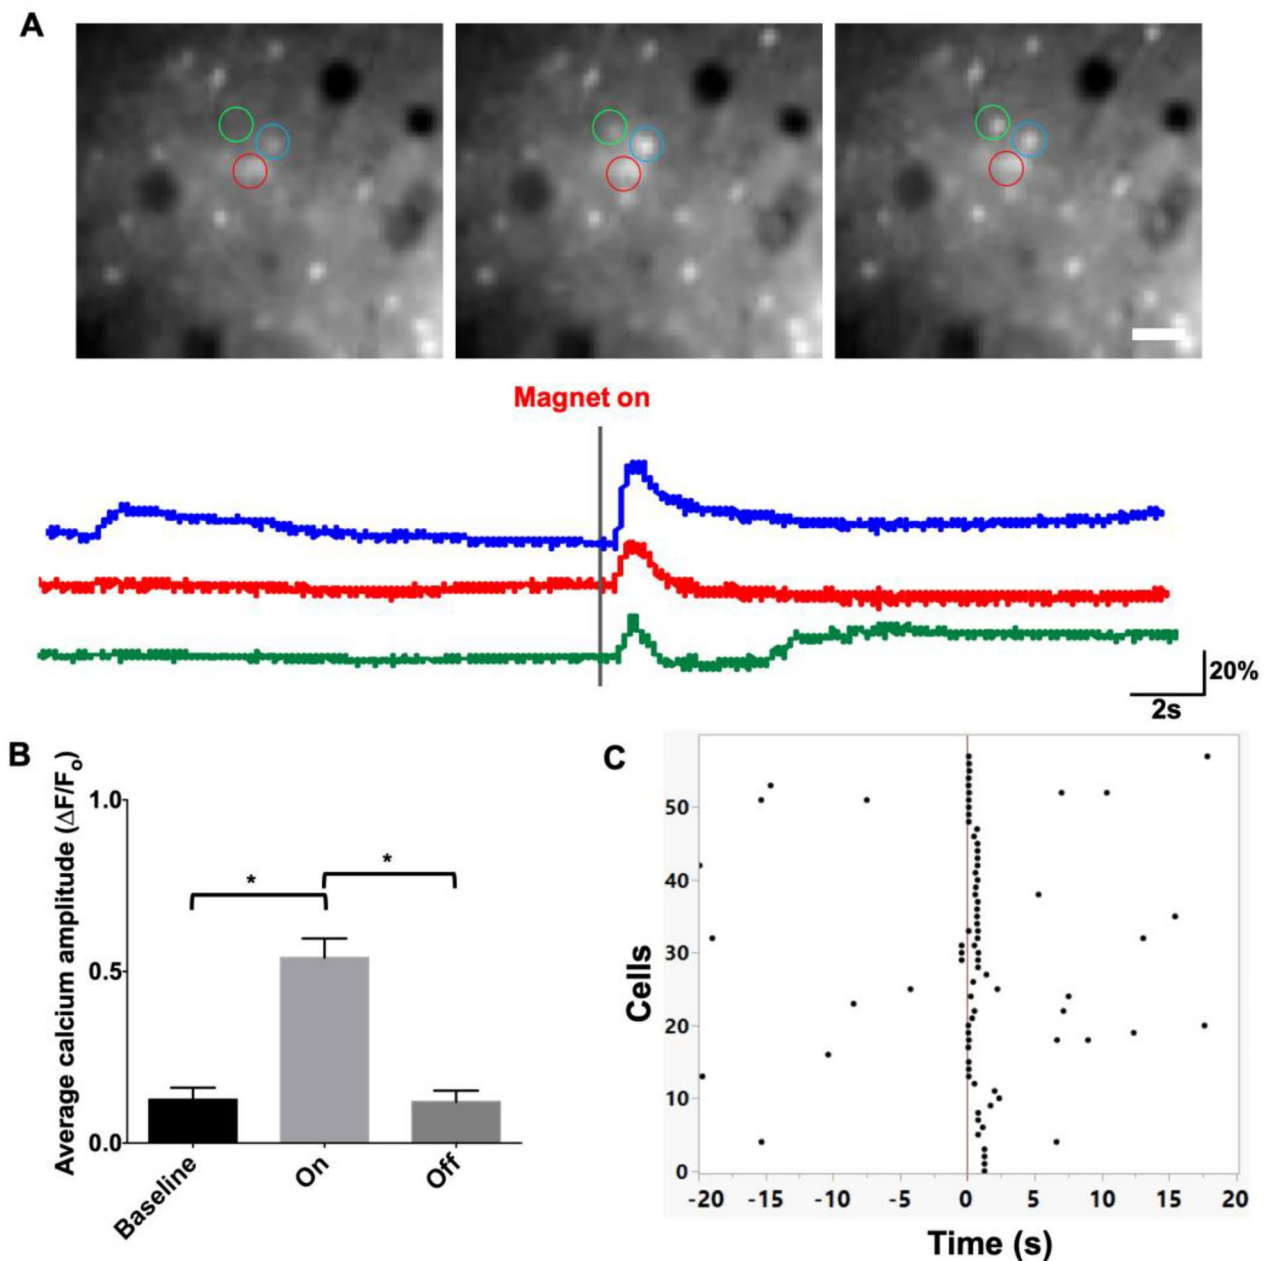 A
Magnet on
20%
2s
B
Average calcium amplitude (ΔF/Fo)
1.0
0.5
0.0
*
*
Baseline
On
Off
C
Cells
50
40
30
20
10
0
-20 -15 -10 -5 0 5 10 15 20
Time (s)